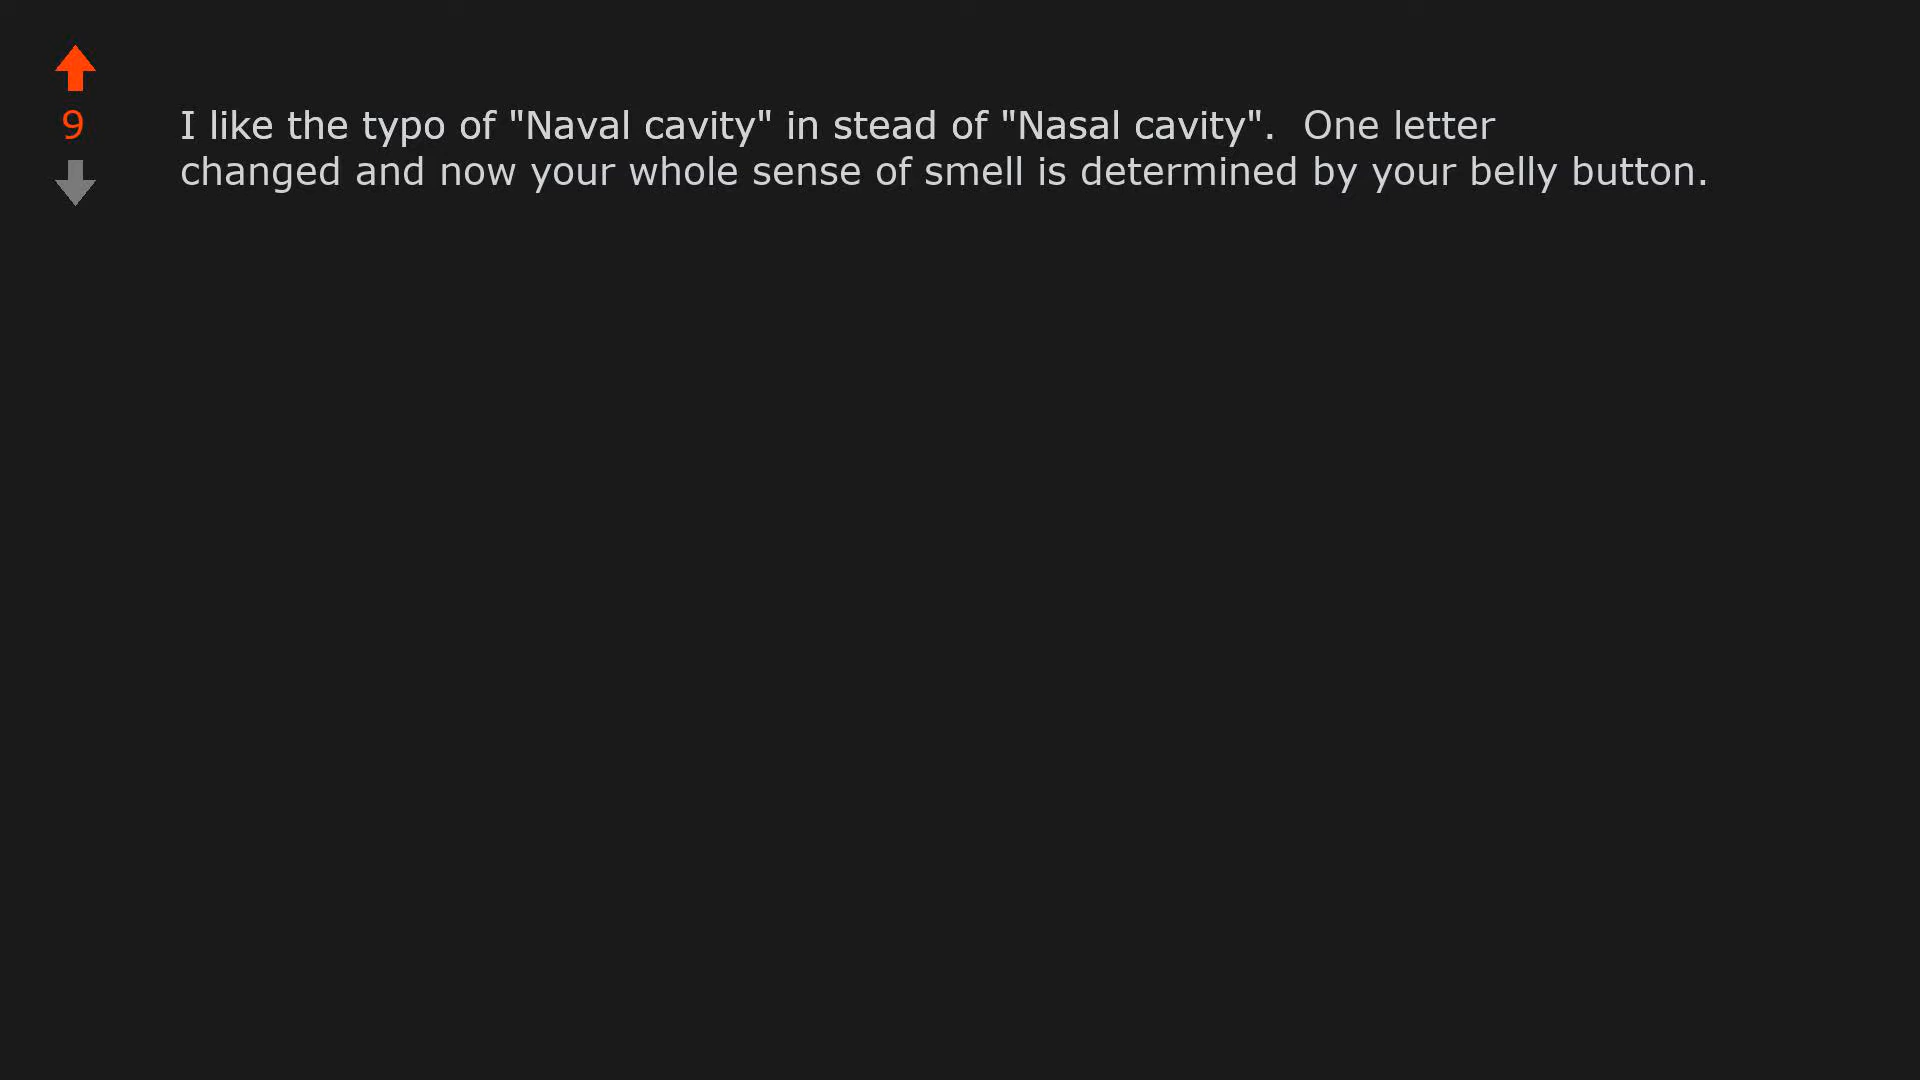 9
I like the typo of "Naval cavity" in stead of "Nasal cavity".  One letter
changed and now your whole sense of smell is determined by your belly button.